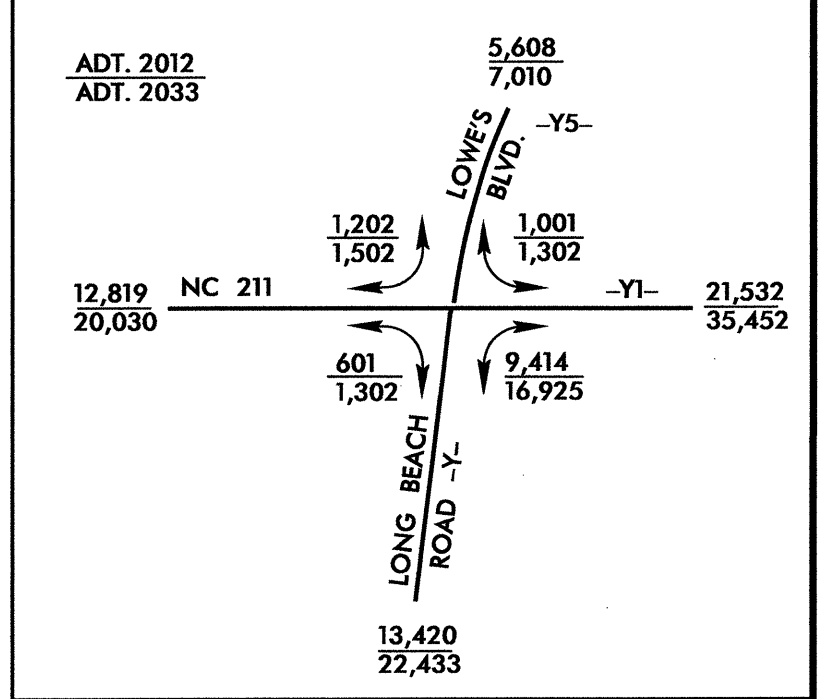 ADT. 2012
ADT. 2033
5,608
7,010
LOWE'S
BLVD.
–Y5–
1,202
1,502
1,001
1,302
12,819
20,030
NC 211
–Y1–
21,532
35,452
601
1,302
9,414
16,925
LONG BEACH
ROAD –Y–
13,420
22,433